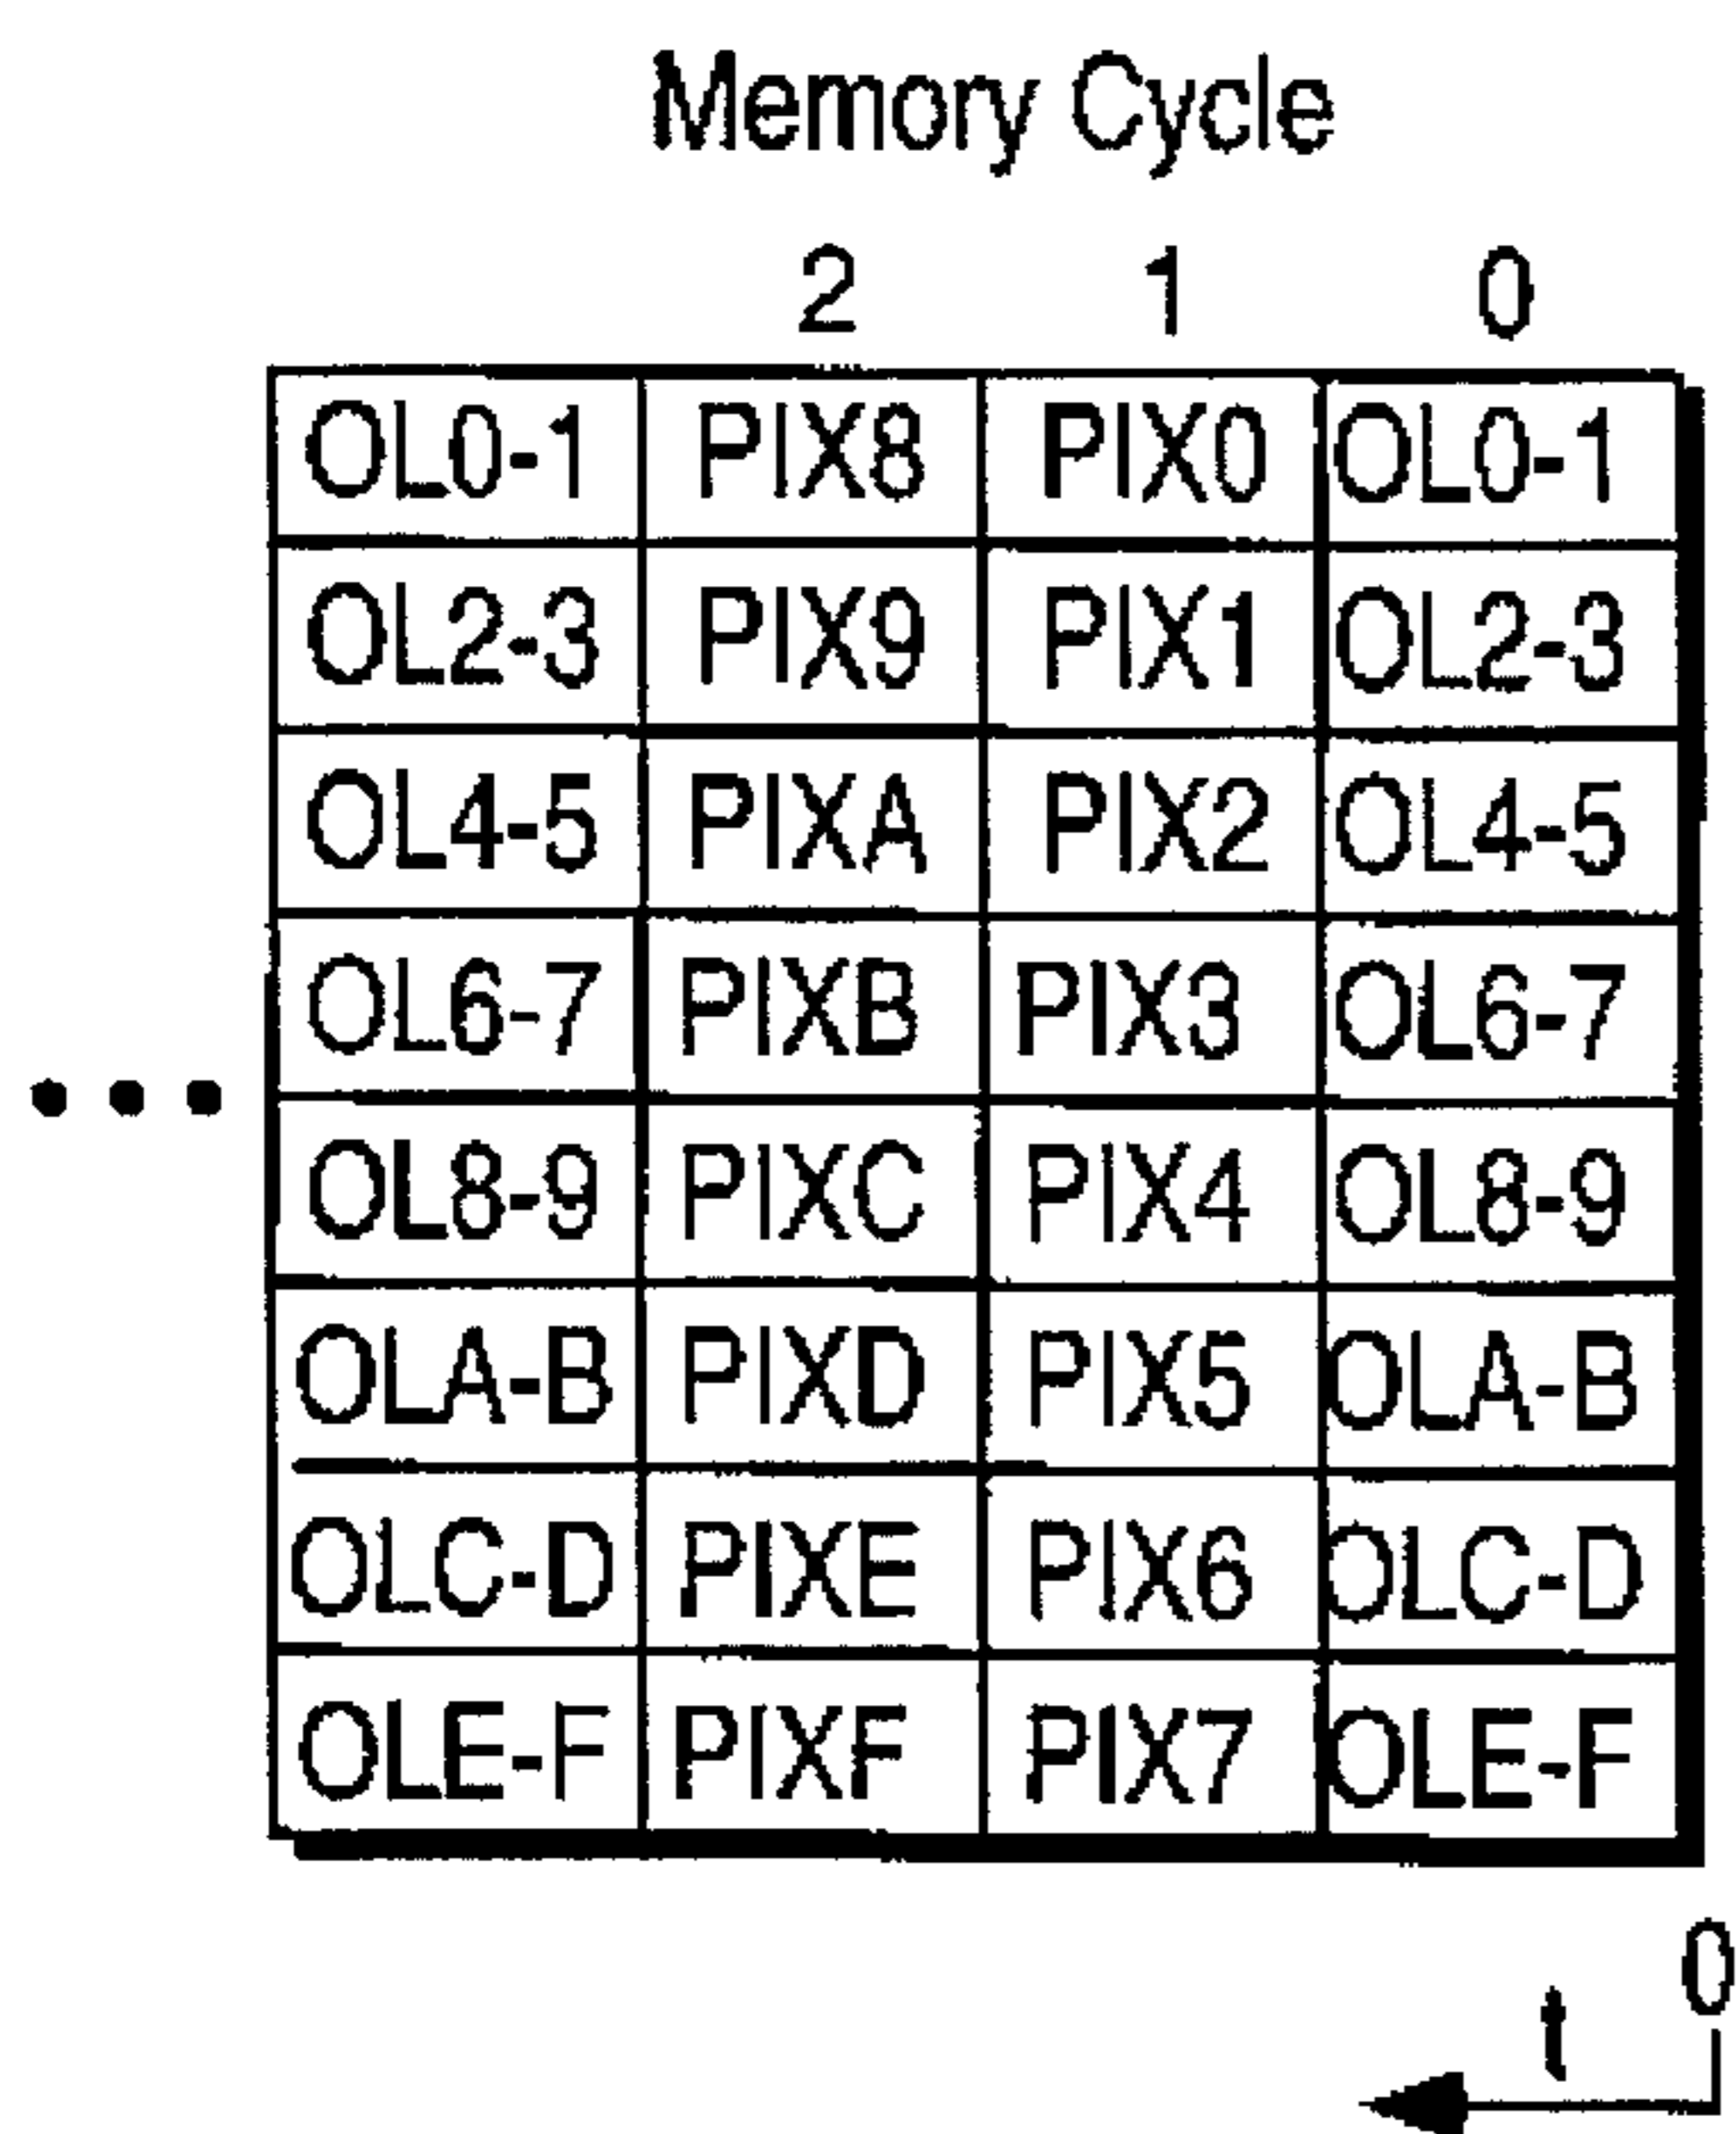 Memory Cycle
2 1 0
OL0-1 PIX8 PIX0 OL0-1
OL2-3 PIX9 PIX1 OL2-3
OL4-5 PIXA PIX2 OL4-5
OL6-7 PIXB PIX3 OL6-7
OL8-9 PIXC PIX4 OL8-9
OLA-B PIXD PIX5 OLA-B
OLC-D PIXE PIX6 OLC-D
OLE-F PIXF PIX7 OLE-F
0
t